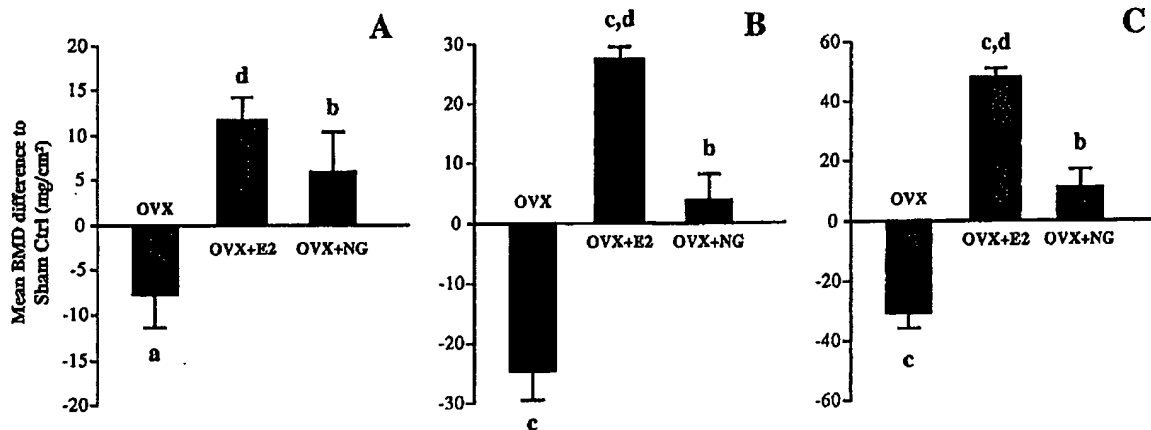 Mean BMD difference to
Sham Ctrl (mg/cm²)
A
20
15
10
5
0
-5
-10
-15
-20
OVX
a
d
OVX+E2
b
OVX+NG
B
30
20
10
0
-10
-20
-30
OVX
c
c,d
OVX+E2
b
OVX+NG
C
60
40
20
0
-20
-40
-60
OVX
c
c,d
OVX+E2
b
OVX+NG